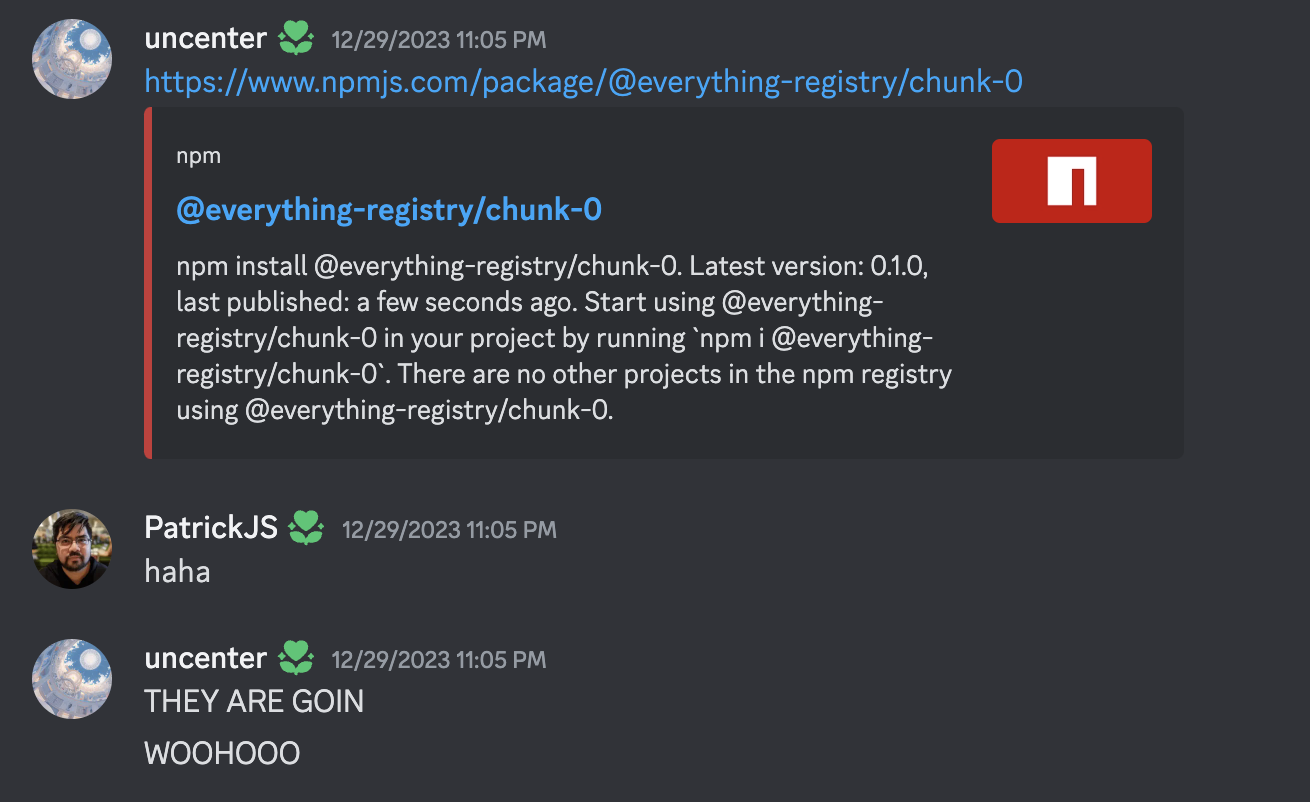 uncenter 12/29/2023 11:05 PM
https://www.npmjs.com/package/@everything-registry/chunk-0
npm
@everything-registry/chunk-0
npm install @everything-registry/chunk-0. Latest version: 0.1.0,
last published: a few seconds ago. Start using @everything-
registry/chunk-0 in your project by running `npm i @everything-
registry/chunk-0`. There are no other projects in the npm registry
using @everything-registry/chunk-0.
PatrickJS 12/29/2023 11:05 PM
haha
uncenter 12/29/2023 11:05 PM
THEY ARE GOIN
WOOHOOO